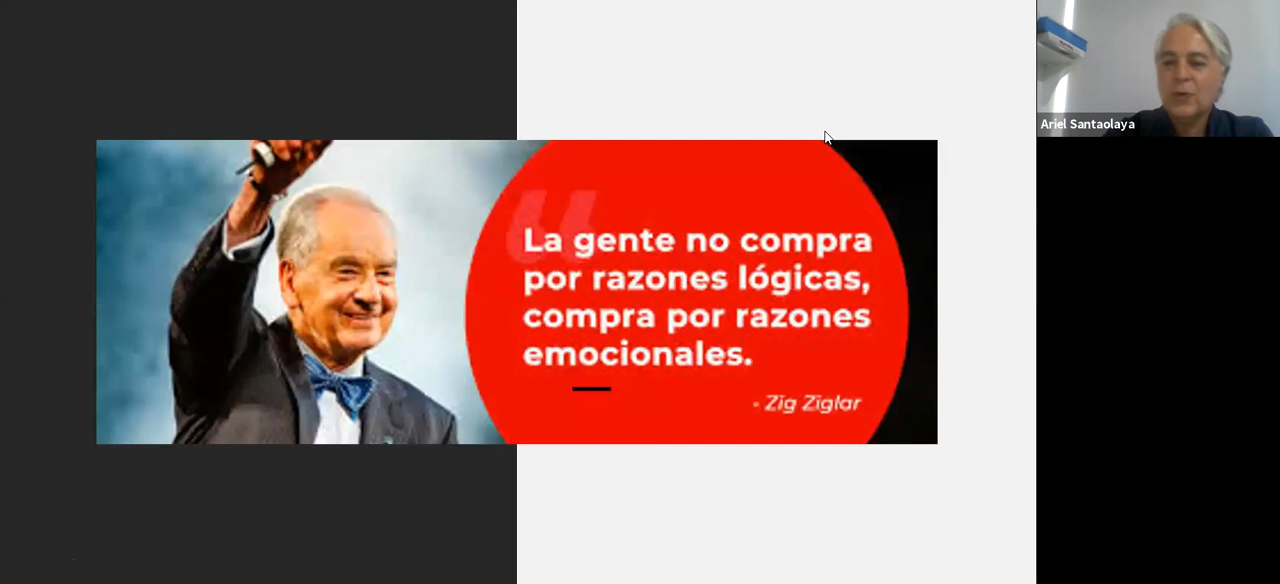 La gente no compra
por razones lógicas,
compra por razones
emocionales.
- Zig Ziglar
Ariel Santaolaya